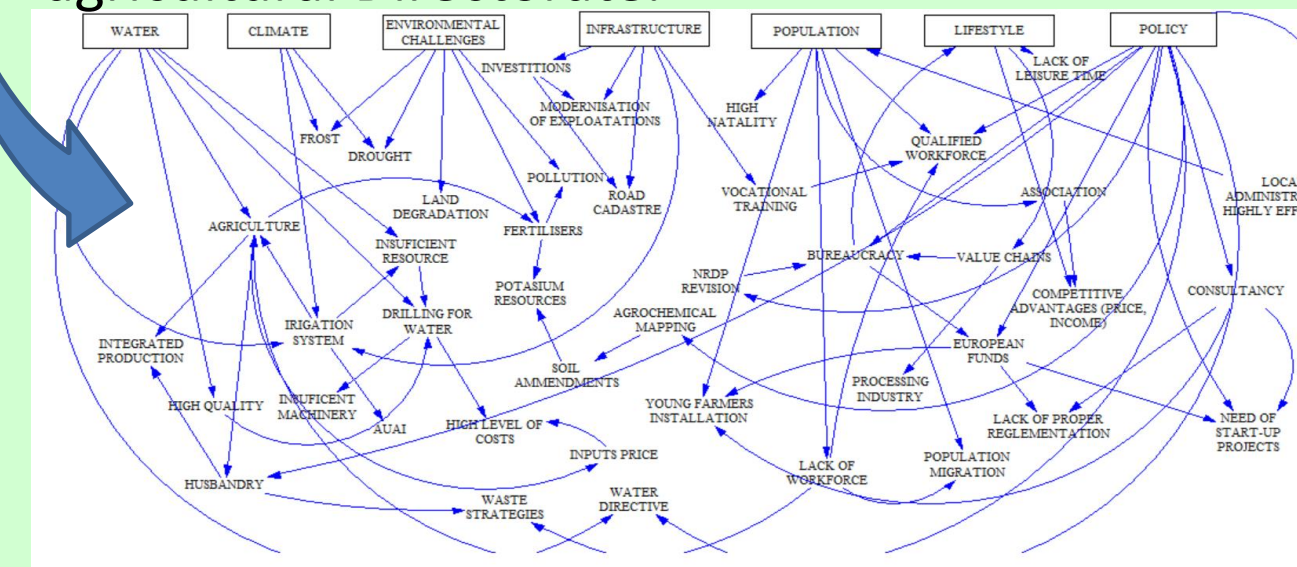 WATER
CLIMATE
ENVIRONMENTAL
CHALLENGES
INFRASTRUCTURE
POPULATION
LIFESTYLE
POLICY
INVESTITIONS
LACK OF
LEISURE TIME
MODERNISATION
OF EXPLOATATIONS
HIGH
NATALITY
FROST
DROUGHT
QUALIFIED
WORKFORCE
POLLUTION
LAND
DEGRADATION
ROAD
CADASTRE
VOCATIONAL
TRAINING
ASSOCIATION
LOCA
ADMINISTR
HIGHLY EFF
AGRICULTURE
FERTILISERS
INSUFICIENT
RESOURCE
BUREAUCRACY
VALUE CHAINS
NRDP
REVISION
POTASIUM
RESOURCES
COMPETITIVE
ADVANTAGES (PRICE,
INCOME)
CONSULTANCY
IRIGATION
SYSTEM
DRILLING FOR
WATER
AGROCHEMICAL
MAPPING
INTEGRATED
PRODUCTION
EUROPEAN
FUNDS
SOIL
AMMENDMENTS
PROCESSING
INDUSTRY
HIGH QUALITY
INSUFICENT
MACHINERY
AUAI
HIGH LEVEL OF
COSTS
YOUNG FARMERS
INSTALLATION
LACK OF PROPER
REGLEMENTATION
NEED OF
START-UP
PROJECTS
INPUTS PRICE
HUSBANDRY
LACK OF
WORKFORCE
POPULATION
MIGRATION
WASTE
STRATEGIES
WATER
DIRECTIVE